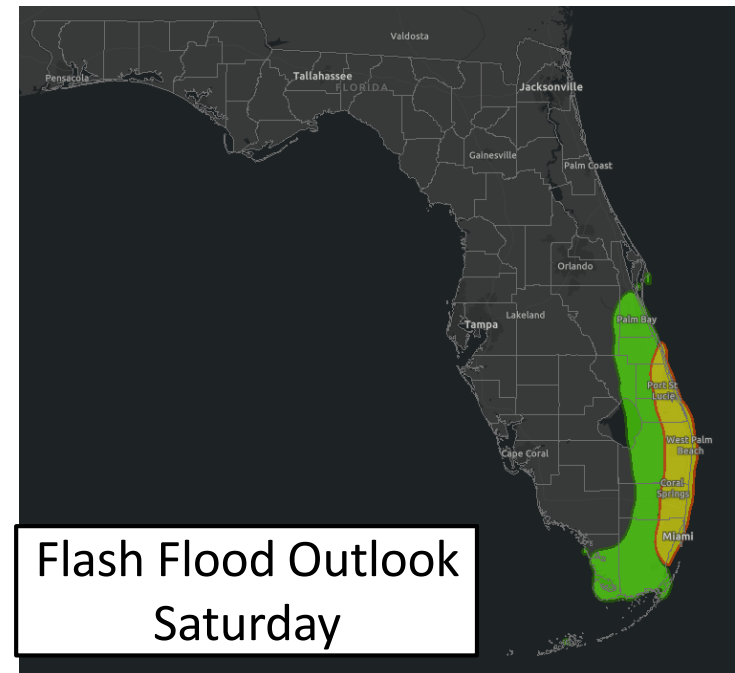 Valdosta
Pensacola
Tallahassee
FLORIDA
Jacksonville
Gainesville
Palm Coast
Orlando
Palm Bay
Lakeland
Tampa
Port St
Lucie
West Palm
Beach
Cape Coral
Coral
Springs
Miami
Flash Flood Outlook
Saturday